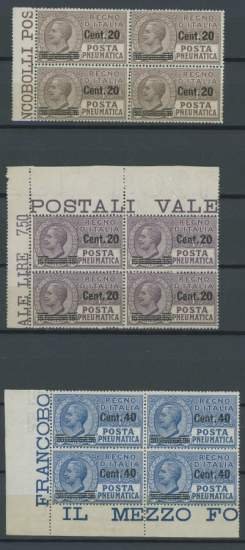 NCOBOLLI POS
REGNO REGNO
D'ITALIA D'ITALIA
Cent.20 Cent.20
POSTA POSTA
PNEUMATICA PNEUMATICA
REGNO REGNO
D'ITALIA D'ITALIA
Cent.20 Cent.20
POSTA POSTA
PNEUMATICA PNEUMATICA
POSTALI VALE
ALE LIRE 7,50
REGNO REGNO
D'ITALIA D'ITALIA
Cent.20 Cent.20
POSTA POSTA
PNEUMATICA PNEUMATICA
REGNO REGNO
D'ITALIA D'ITALIA
Cent.20 Cent.20
POSTA POSTA
PNEUMATICA PNEUMATICA
FRANCOBO
REGNO REGNO
D'ITALIA D'ITALIA
Cent.40 Cent.40
POSTA POSTA
PNEUMATICA PNEUMATICA
REGNO REGNO
D'ITALIA D'ITALIA
Cent.40 Cent.40
POSTA POSTA
PNEUMATICA PNEUMATICA
IL MEZZO FO